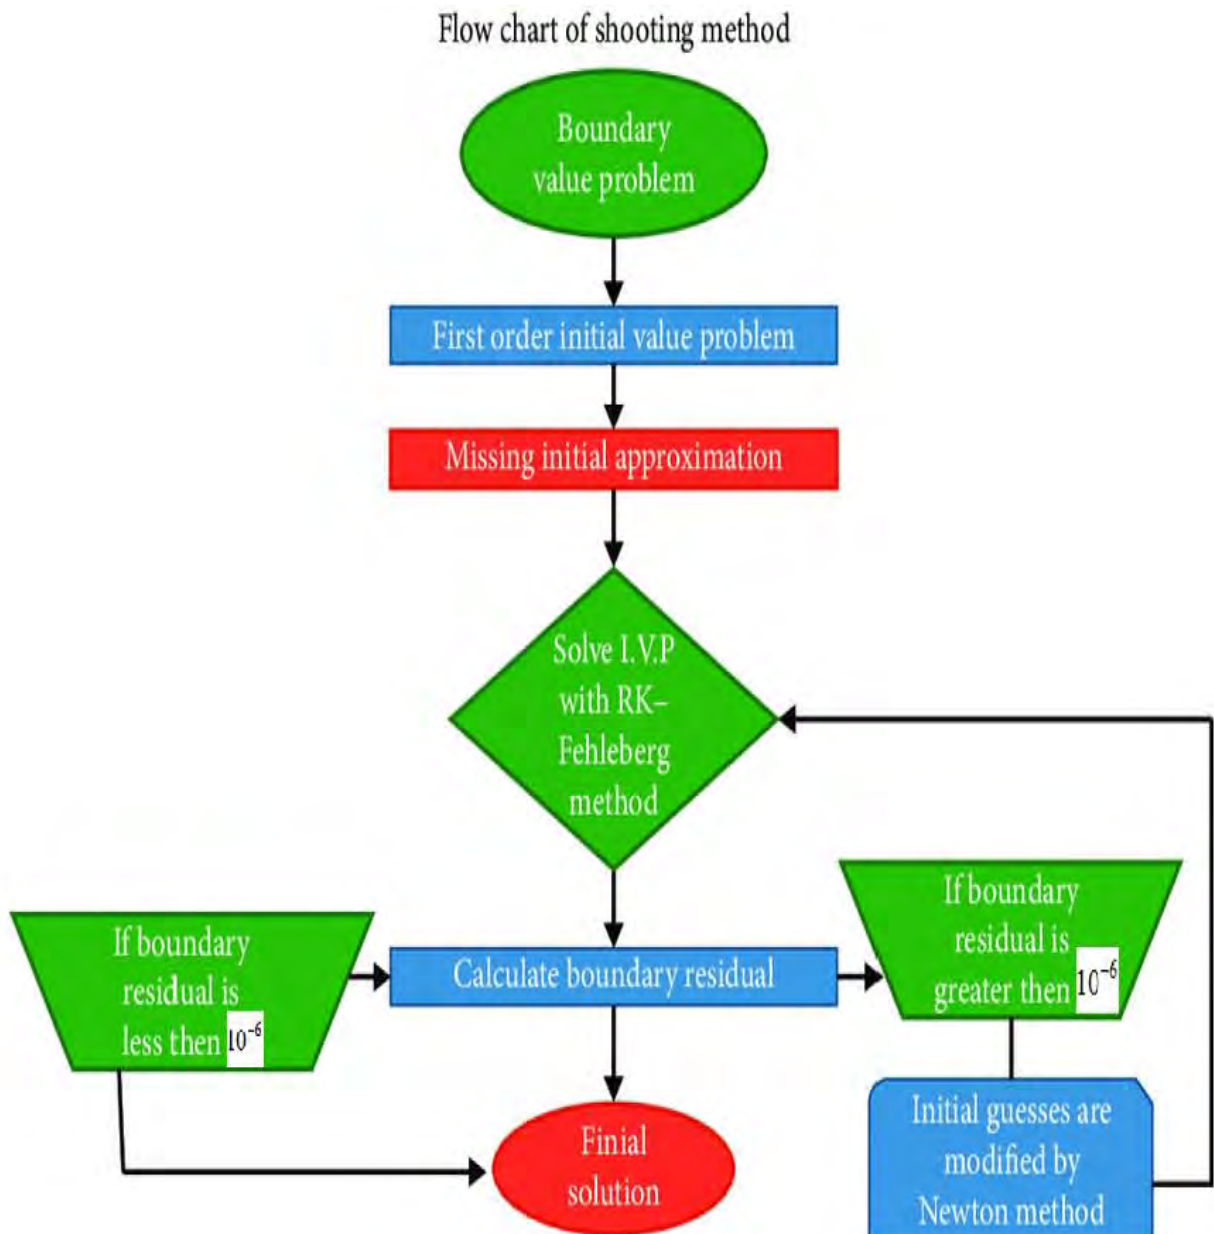 Flow chart of shooting method
Boundary
value problem
First order initial value problem
Missing initial approximation
Solve I.V.P
with RK–
Fehleberg
method
If boundary
residual is
less then 10⁻⁶
Calculate boundary residual
If boundary
residual is
greater then 10⁻⁶
Finial
solution
Initial guesses are
modified by
Newton method